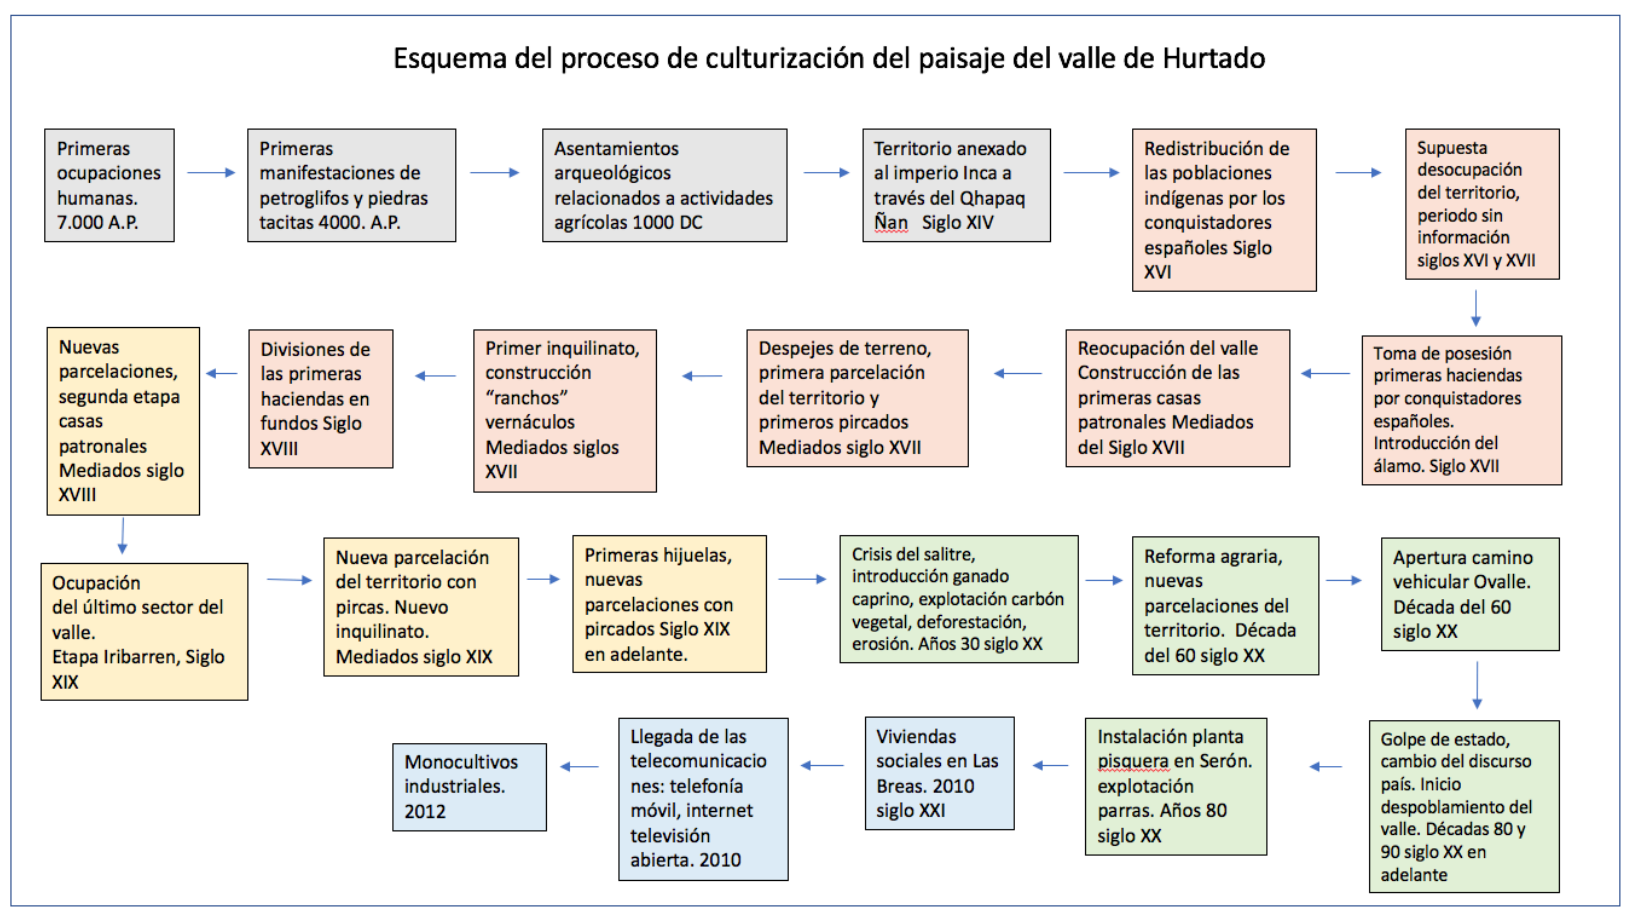 Esquema del proceso de culturización del paisaje del valle de Hurtado
Primeras
ocupaciones
humanas.
7.000 A.P.
Primeras
manifestaciones de
petroglifos y piedras
tacitas 4000. A.P.
Asentamientos
arqueológicos
relacionados a actividades
agrícolas 1000 DC
Territorio anexado
al imperio Inca a
través del Qhapaq
Ñan Siglo XIV
Redistribución de
las poblaciones
indígenas por los
conquistadores
españoles Siglo
XVI
Supuesta
desocupación
del territorio,
periodo sin
información
siglos XVI y XVII
Toma de posesión
primeras haciendas
por conquistadores
españoles.
Introducción del
álamo. Siglo XVII
Reocupación del valle
Construcción de las
primeras casas
patronales Mediados
del Siglo XVII
Despejes de terreno,
primera parcelación
del territorio y
primeros pircados
Mediados siglo XVII
Primer inquilinato,
construcción
“ranchos”
vernáculos
Mediados siglos
XVII
Divisiones de
las primeras
haciendas en
fundos Siglo
XVIII
Nuevas
parcelaciones,
segunda etapa
casas
patronales
Mediados siglo
XVIII
Ocupación
del último sector del
valle.
Etapa Iribarren, Siglo
XIX
Nueva parcelación
del territorio con
pircas. Nuevo
inquilinato.
Mediados siglo XIX
Primeras hijuelas,
nuevas
parcelaciones con
pircados Siglo XIX
en adelante.
Crisis del salitre,
introducción ganado
caprino, explotación carbón
vegetal, deforestación,
erosión. Años 30 siglo XX
Reforma agraria,
nuevas
parcelaciones del
territorio. Década
del 60 siglo XX
Apertura camino
vehicular Ovalle.
Década del 60
siglo XX
Golpe de estado,
cambio del discurso
país. Inicio
despoblamiento del
valle. Décadas 80 y
90 siglo XX en
adelante
Instalación planta
pisquera en Serón.
explotación
parras. Años 80
siglo XX
Viviendas
sociales en Las
Breas. 2010
siglo XXI
Llegada de las
telecomunicacio
nes: telefonía
móvil, internet
televisión
abierta. 2010
Monocultivos
industriales.
2012